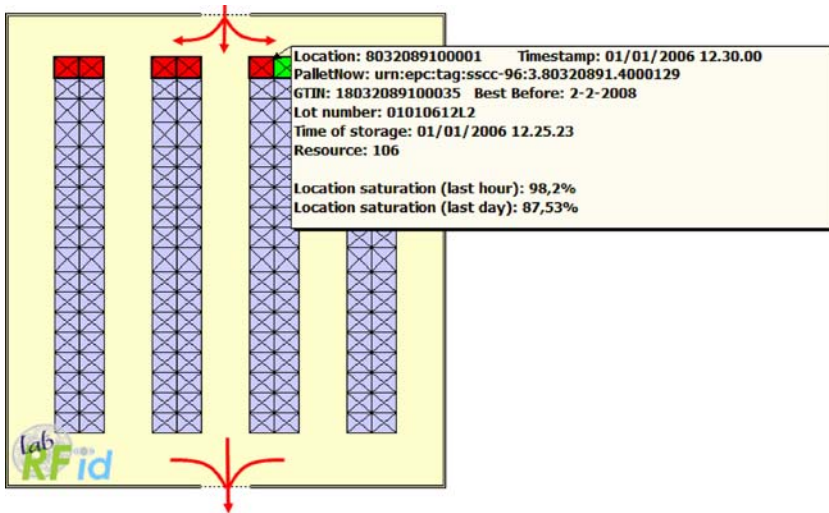 Location: 8032089100001 Timestamp: 01/01/2006 12.30.00
PalletNow: urn:epc:tag:sscc-96:3.80320891.4000129
GTIN: 18032089100035 Best Before: 2-2-2008
Lot number: 01010612L2
Time of storage: 01/01/2006 12.25.23
Resource: 106
Location saturation (last hour): 98,2%
Location saturation (last day): 87,53%
Lab
RFid